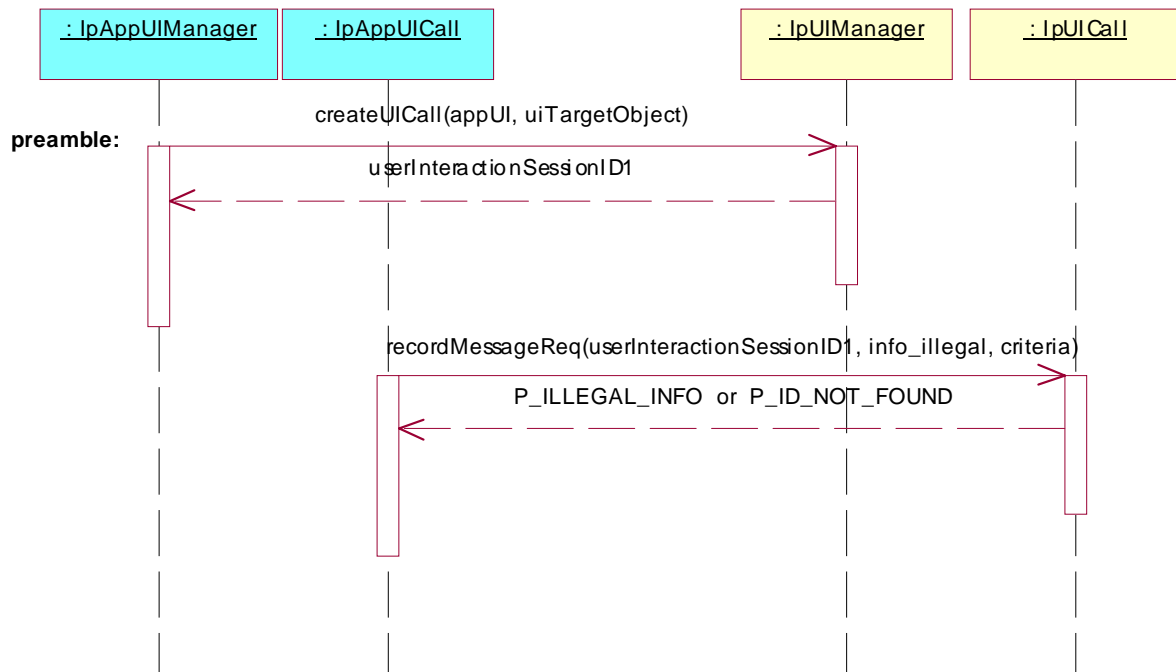 : IpAppUIManager
: IpAppUICall
: IpUIManager
: IpUICall
createUICall(appUI, uiTargetObject)
preamble:
userInteractionSessionID1
recordMessageReq(userInteractionSessionID1, info_illegal, criteria)
P_ILLEGAL_INFO or P_ID_NOT_FOUND